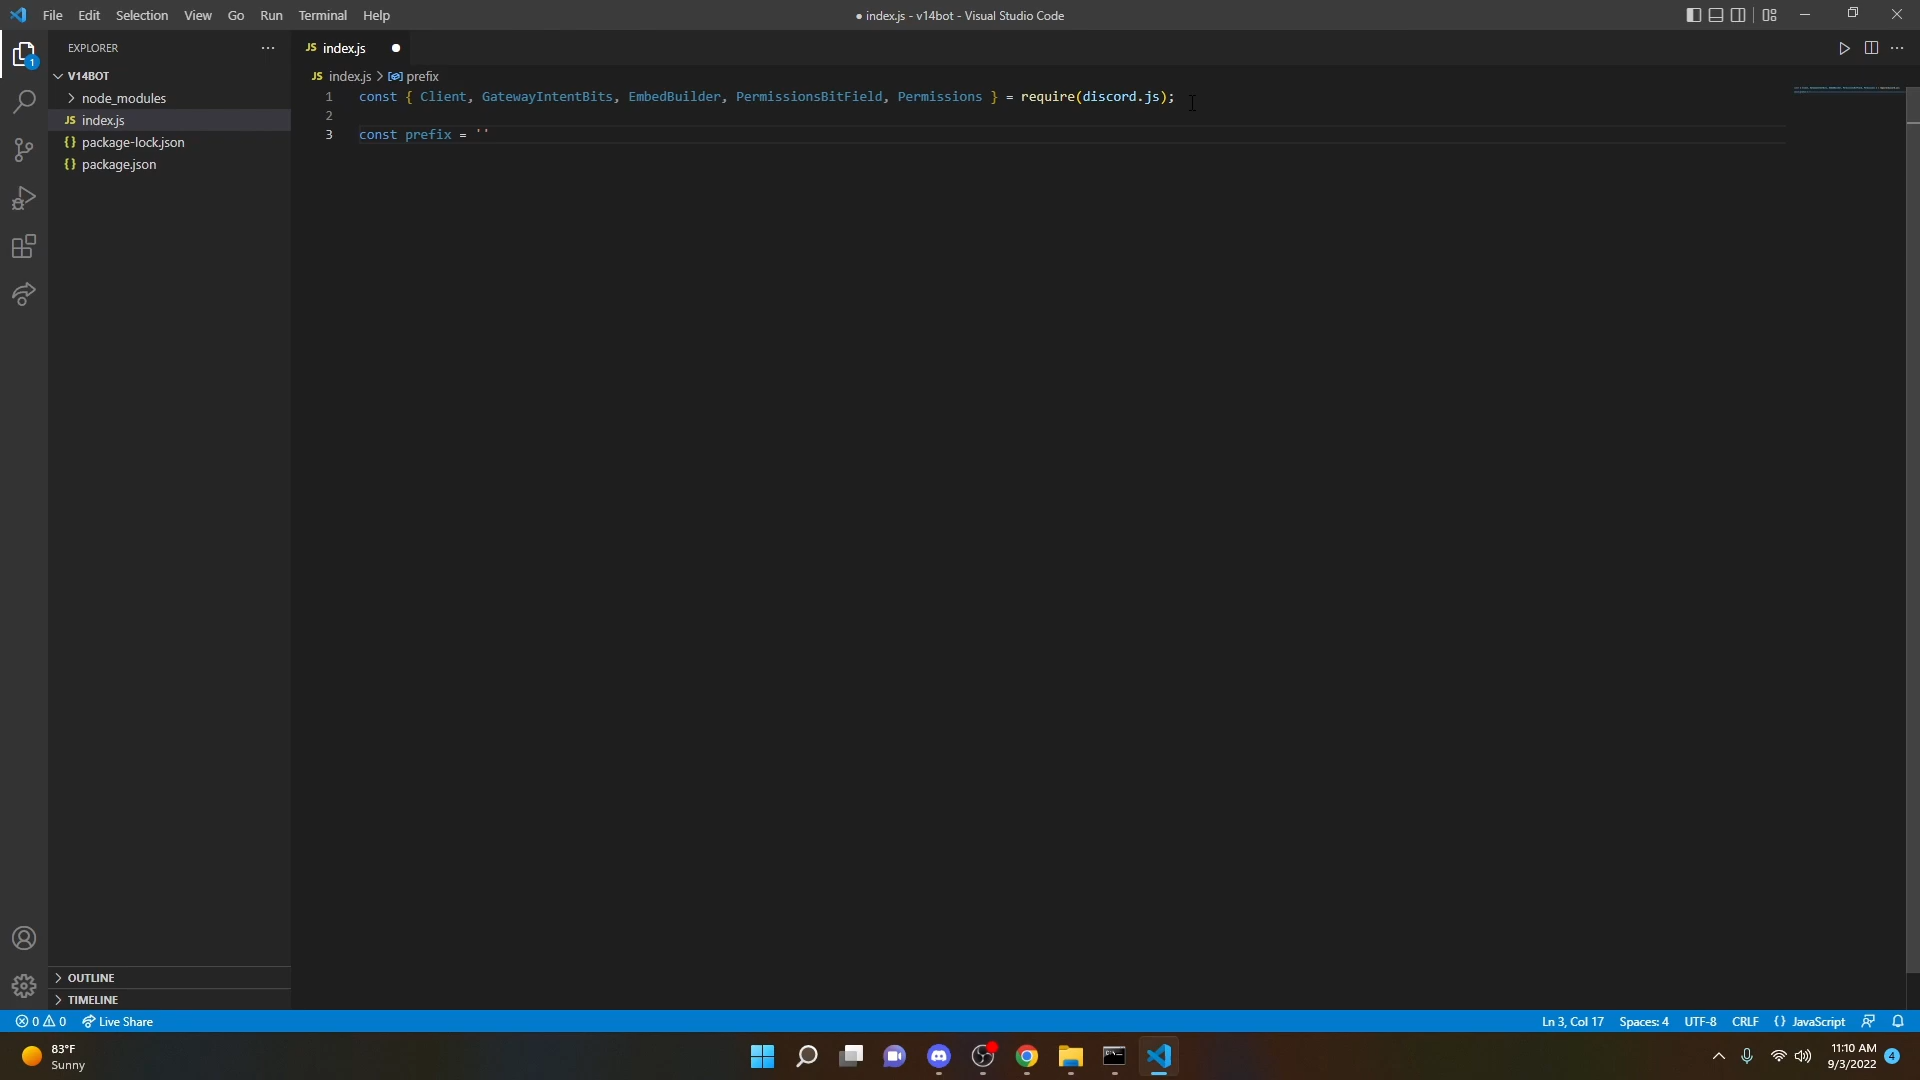 File Edit Selection View Go Run Terminal Help
● index.js - v14bot - Visual Studio Code
EXPLORER
V14BOT
node_modules
JS index.js
{} package-lock.json
{} package.json
OUTLINE
TIMELINE
1
JS index.js
JS index.js > prefix
1 const { Client, GatewayIntentBits, EmbedBuilder, PermissionsBitField, Permissions } = require(discord.js);
2
3 const prefix = ''
0 0 Live Share
Ln 3, Col 17 Spaces: 4 UTF-8 CRLF {} JavaScript
83°F
Sunny
11:10 AM
9/3/2022
4